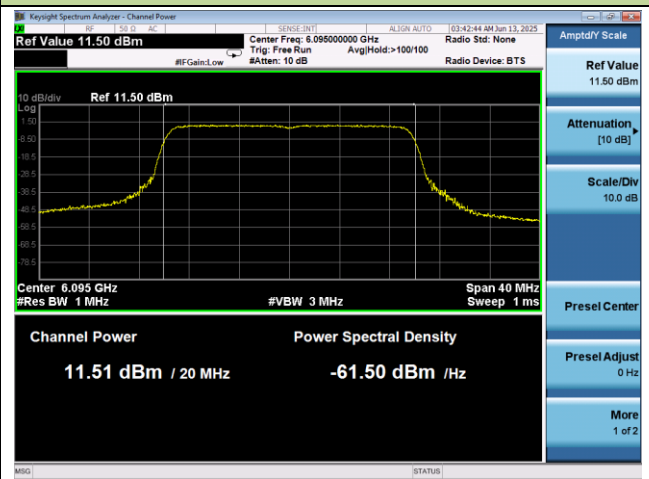 Keysight Spectrum Analyzer - Channel Power
RF 50 Ω AC SENSE:INT ALIGN AUTO 03:42:44 AM Jun 13, 2025
Ref Value 11.50 dBm
Center Freq: 6.095000000 GHz
Radio Std: None
Trig: Free Run Avg|Hold:>100/100
#IFGain:Low #Atten: 10 dB Radio Device: BTS
10 dB/div Ref 11.50 dBm
Log
1.50
-8.50
-18.5
-28.5
-38.5
-48.5
-58.5
-68.5
-78.5
Center 6.095 GHz Span 40 MHz
#Res BW 1 MHz #VBW 3 MHz Sweep 1 ms
Channel Power Power Spectral Density
11.51 dBm / 20 MHz -61.50 dBm /Hz
MSG STATUS
Amptd/Y Scale
Ref Value
11.50 dBm
Attenuation
[10 dB]
Scale/Div
10.0 dB
Presel Center
Presel Adjust
0 Hz
More
1 of 2